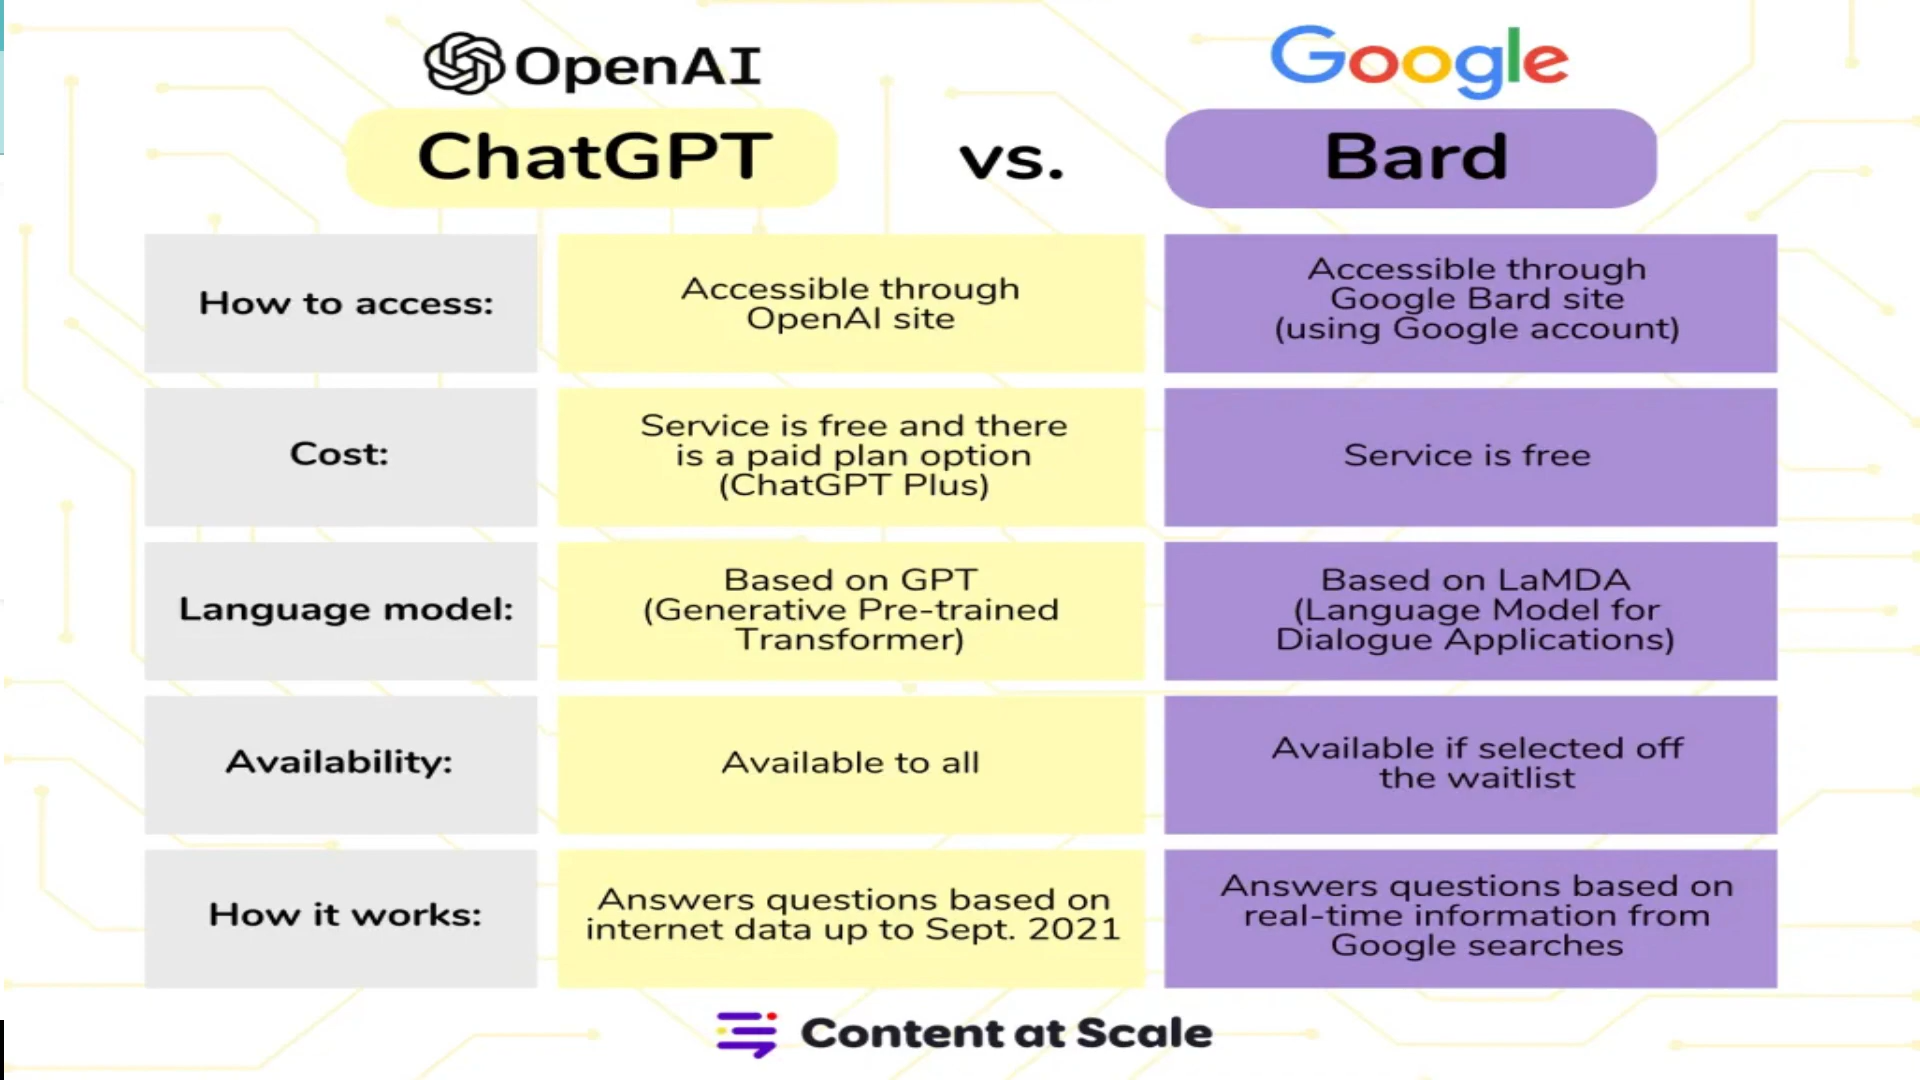 OpenAI
Google
ChatGPT
vs.
Bard
How to access:
Accessible through
OpenAI site
Accessible through
Google Bard site
(using Google account)
Cost:
Service is free and there
is a paid plan option
(ChatGPT Plus)
Service is free
Language model:
Based on GPT
(Generative Pre-trained
Transformer)
Based on LaMDA
(Language Model for
Dialogue Applications)
Availability:
Available to all
Available if selected off
the waitlist
How it works:
Answers questions based on
internet data up to Sept. 2021
Answers questions based on
real-time information from
Google searches
Content at Scale